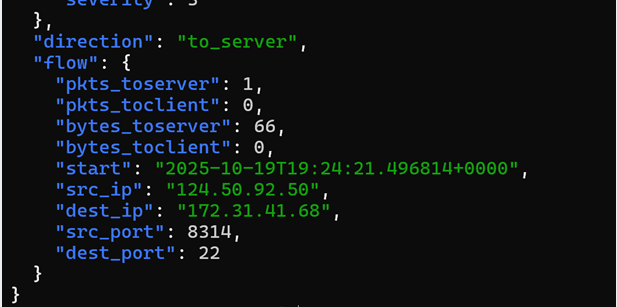 "severity": 3
},
"direction": "to_server",
"flow": {
"pkts_toserver": 1,
"pkts_toclient": 0,
"bytes_toserver": 66,
"bytes_toclient": 0,
"start": "2025-10-19T19:24:21.496814+0000",
"src_ip": "124.50.92.50",
"dest_ip": "172.31.41.68",
"src_port": 8314,
"dest_port": 22
}
}